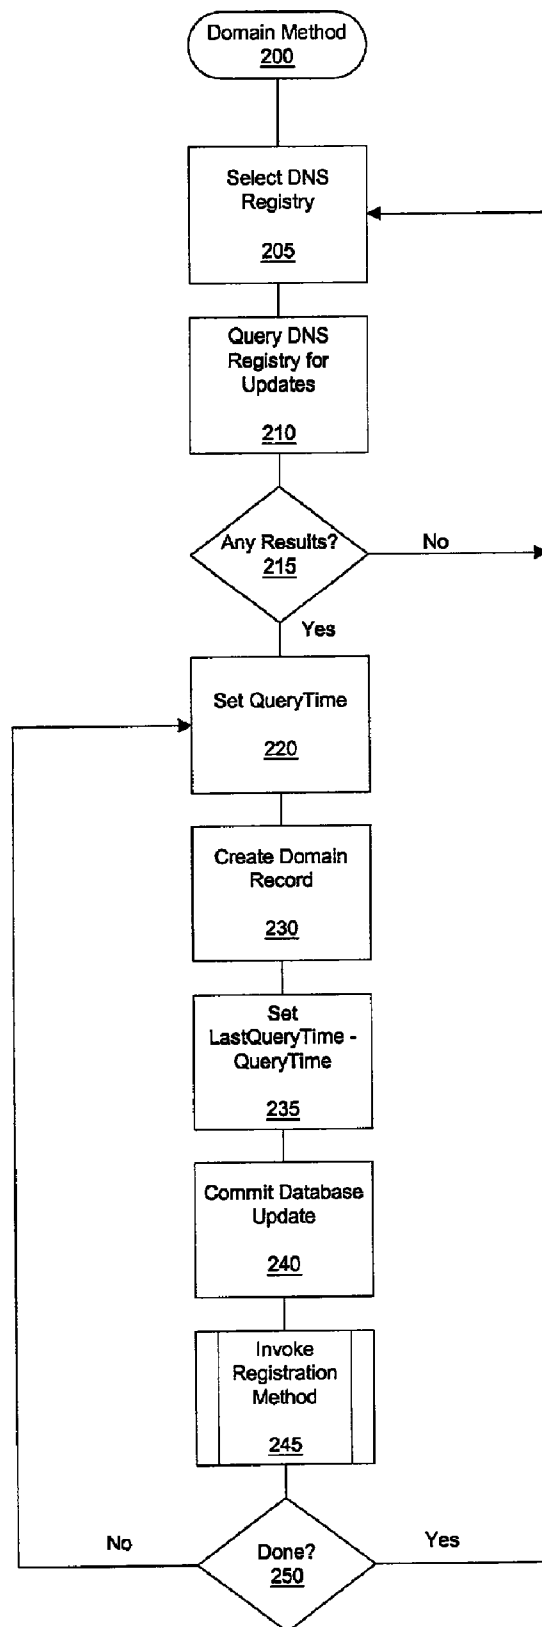 Domain Method
200
Select DNS
Registry
205
Query DNS
Registry for
Updates
210
Any Results?
215
No
Yes
Set QueryTime
220
Create Domain
Record
230
Set
LastQueryTime -
QueryTime
235
Commit Database
Update
240
Invoke
Registration
Method
245
No
Done?
250
Yes